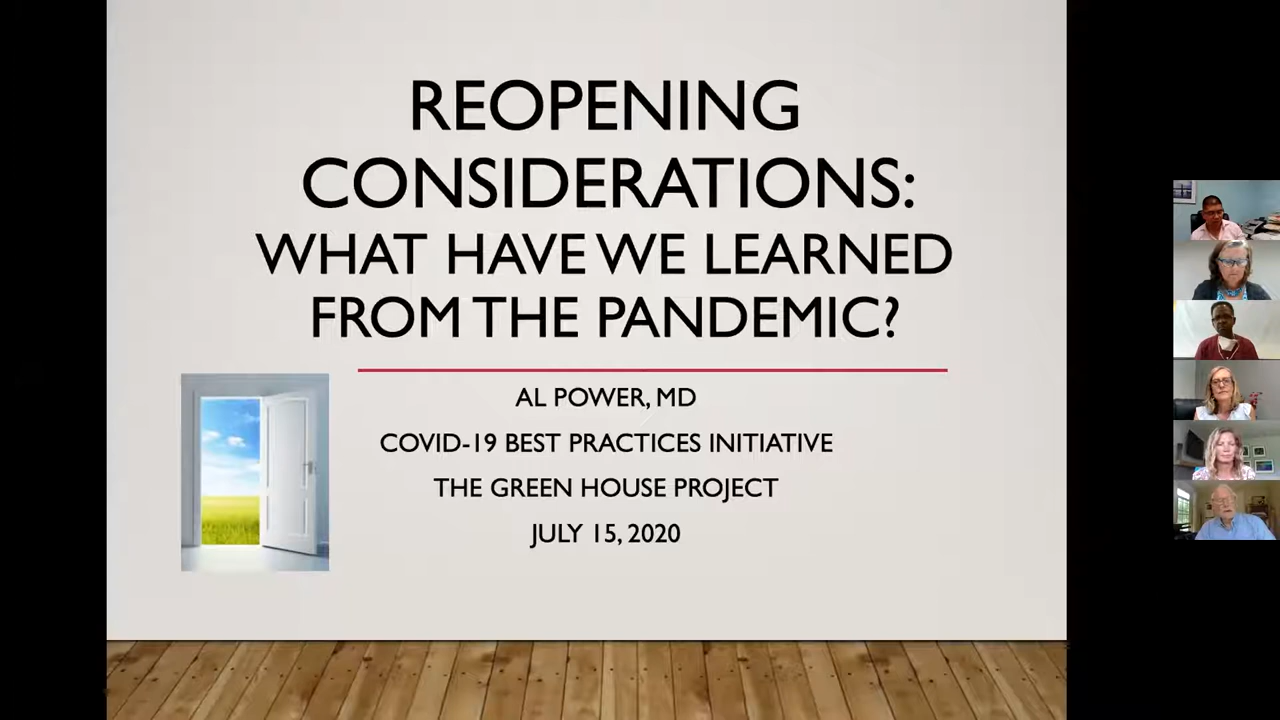 REOPENING
CONSIDERATIONS:
WHAT HAVE WE LEARNED
FROM THE PANDEMIC?
AL POWER, MD
COVID-19 BEST PRACTICES INITIATIVE
THE GREEN HOUSE PROJECT
JULY 15, 2020